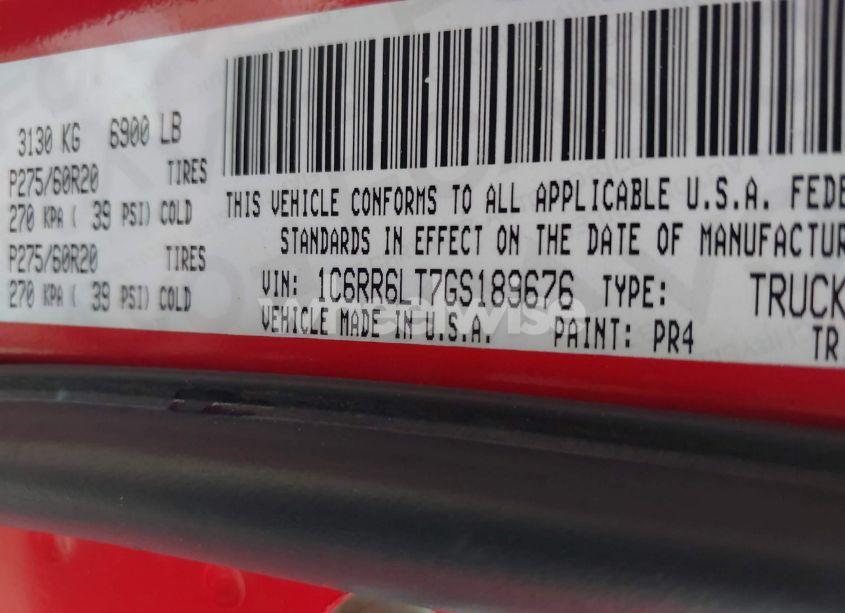 3130 KG 6900 LB
P275/60R20 TIRES
270 KPA ( 39 PSI) COLD
P275/60R20 TIRES
270 KPA ( 39 PSI) COLD
THIS VEHICLE CONFORMS TO ALL APPLICABLE U.S.A. FEDE
STANDARDS IN EFFECT ON THE DATE OF MANUFACTUR
VIN: 1C6RR6LT7GS189676 TYPE: TRUCK
VEHICLE MADE IN U.S.A. PAINT: PR4 TR